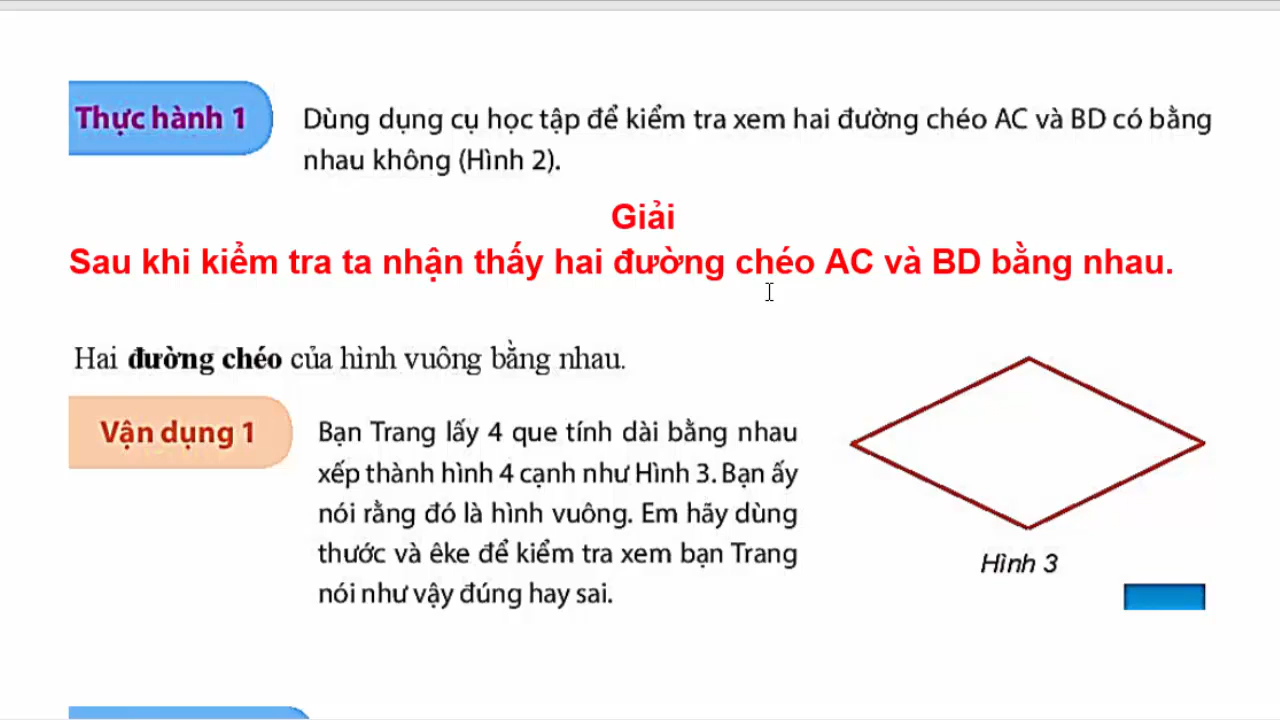 Thực hành 1
Dùng dụng cụ học tập để kiểm tra xem hai đường chéo AC và BD có bằng
nhau không (Hình 2).
Giải
Sau khi kiểm tra ta nhận thấy hai đường chéo AC và BD bằng nhau.
Hai đường chéo của hình vuông bằng nhau.
Vận dụng 1
Bạn Trang lấy 4 que tính dài bằng nhau
xếp thành hình 4 cạnh như Hình 3. Bạn ấy
nói rằng đó là hình vuông. Em hãy dùng
thước và êke để kiểm tra xem bạn Trang
nói như vậy đúng hay sai.
Hình 3